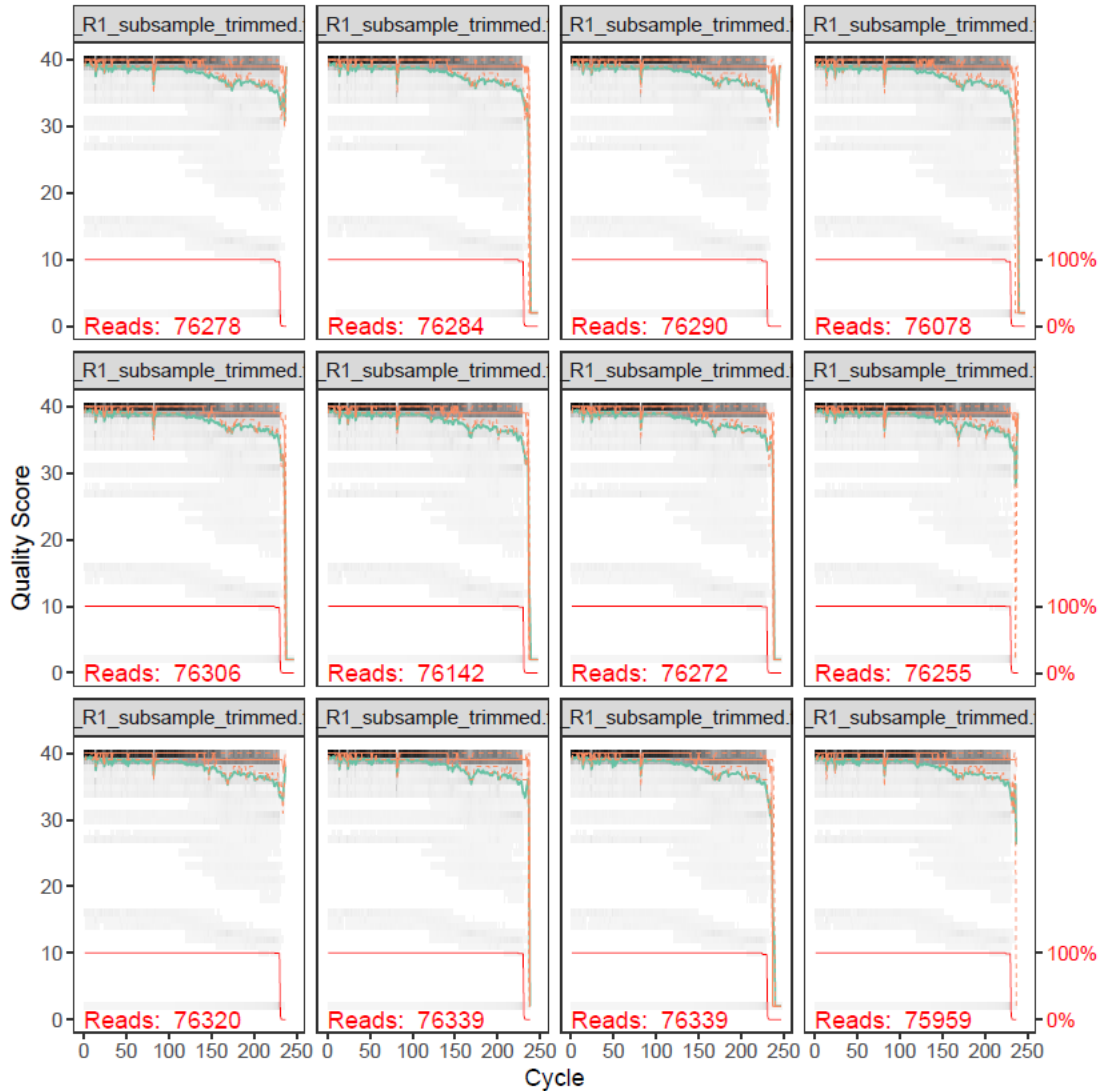 _R1_subsample_trimmed. _R1_subsample_trimmed. _R1_subsample_trimmed. _R1_subsample_trimmed.
40
30
20
10 100%
0 Reads: 76278 Reads: 76284 Reads: 76290 Reads: 76078 0%
_R1_subsample_trimmed. _R1_subsample_trimmed. _R1_subsample_trimmed. _R1_subsample_trimmed.
40
30
20
10 100%
0 Reads: 76306 Reads: 76142 Reads: 76272 Reads: 76255 0%
Quality Score
_R1_subsample_trimmed. _R1_subsample_trimmed. _R1_subsample_trimmed. _R1_subsample_trimmed.
40
30
20
10 100%
0 Reads: 76320 Reads: 76339 Reads: 76339 Reads: 75959 0%
0 50 100 150 200 250 0 50 100 150 200 250 0 50 100 150 200 250 0 50 100 150 200 250
Cycle